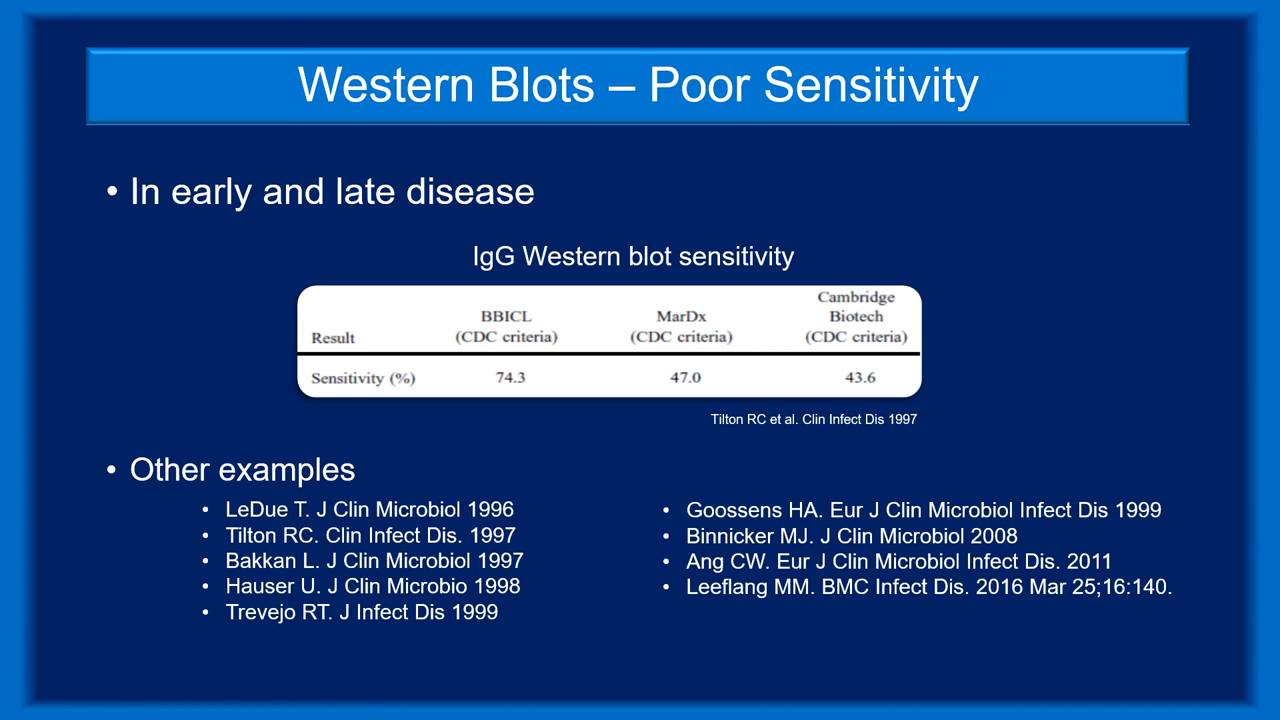 Western Blots – Poor Sensitivity
• In early and late disease
IgG Western blot sensitivity
Result
BBICL
(CDC criteria)
MarDx
(CDC criteria)
Cambridge
Biotech
(CDC criteria)
Sensitivity (%) 74.3 47.0 43.6
Tilton RC et al. Clin Infect Dis 1997
• Other examples
• LeDue T. J Clin Microbiol 1996
• Tilton RC. Clin Infect Dis. 1997
• Bakkan L. J Clin Microbiol 1997
• Hauser U. J Clin Microbio 1998
• Trevejo RT. J Infect Dis 1999
• Goossens HA. Eur J Clin Microbiol Infect Dis 1999
• Binnicker MJ. J Clin Microbiol 2008
• Ang CW. Eur J Clin Microbiol Infect Dis. 2011
• Leeflang MM. BMC Infect Dis. 2016 Mar 25;16:140.